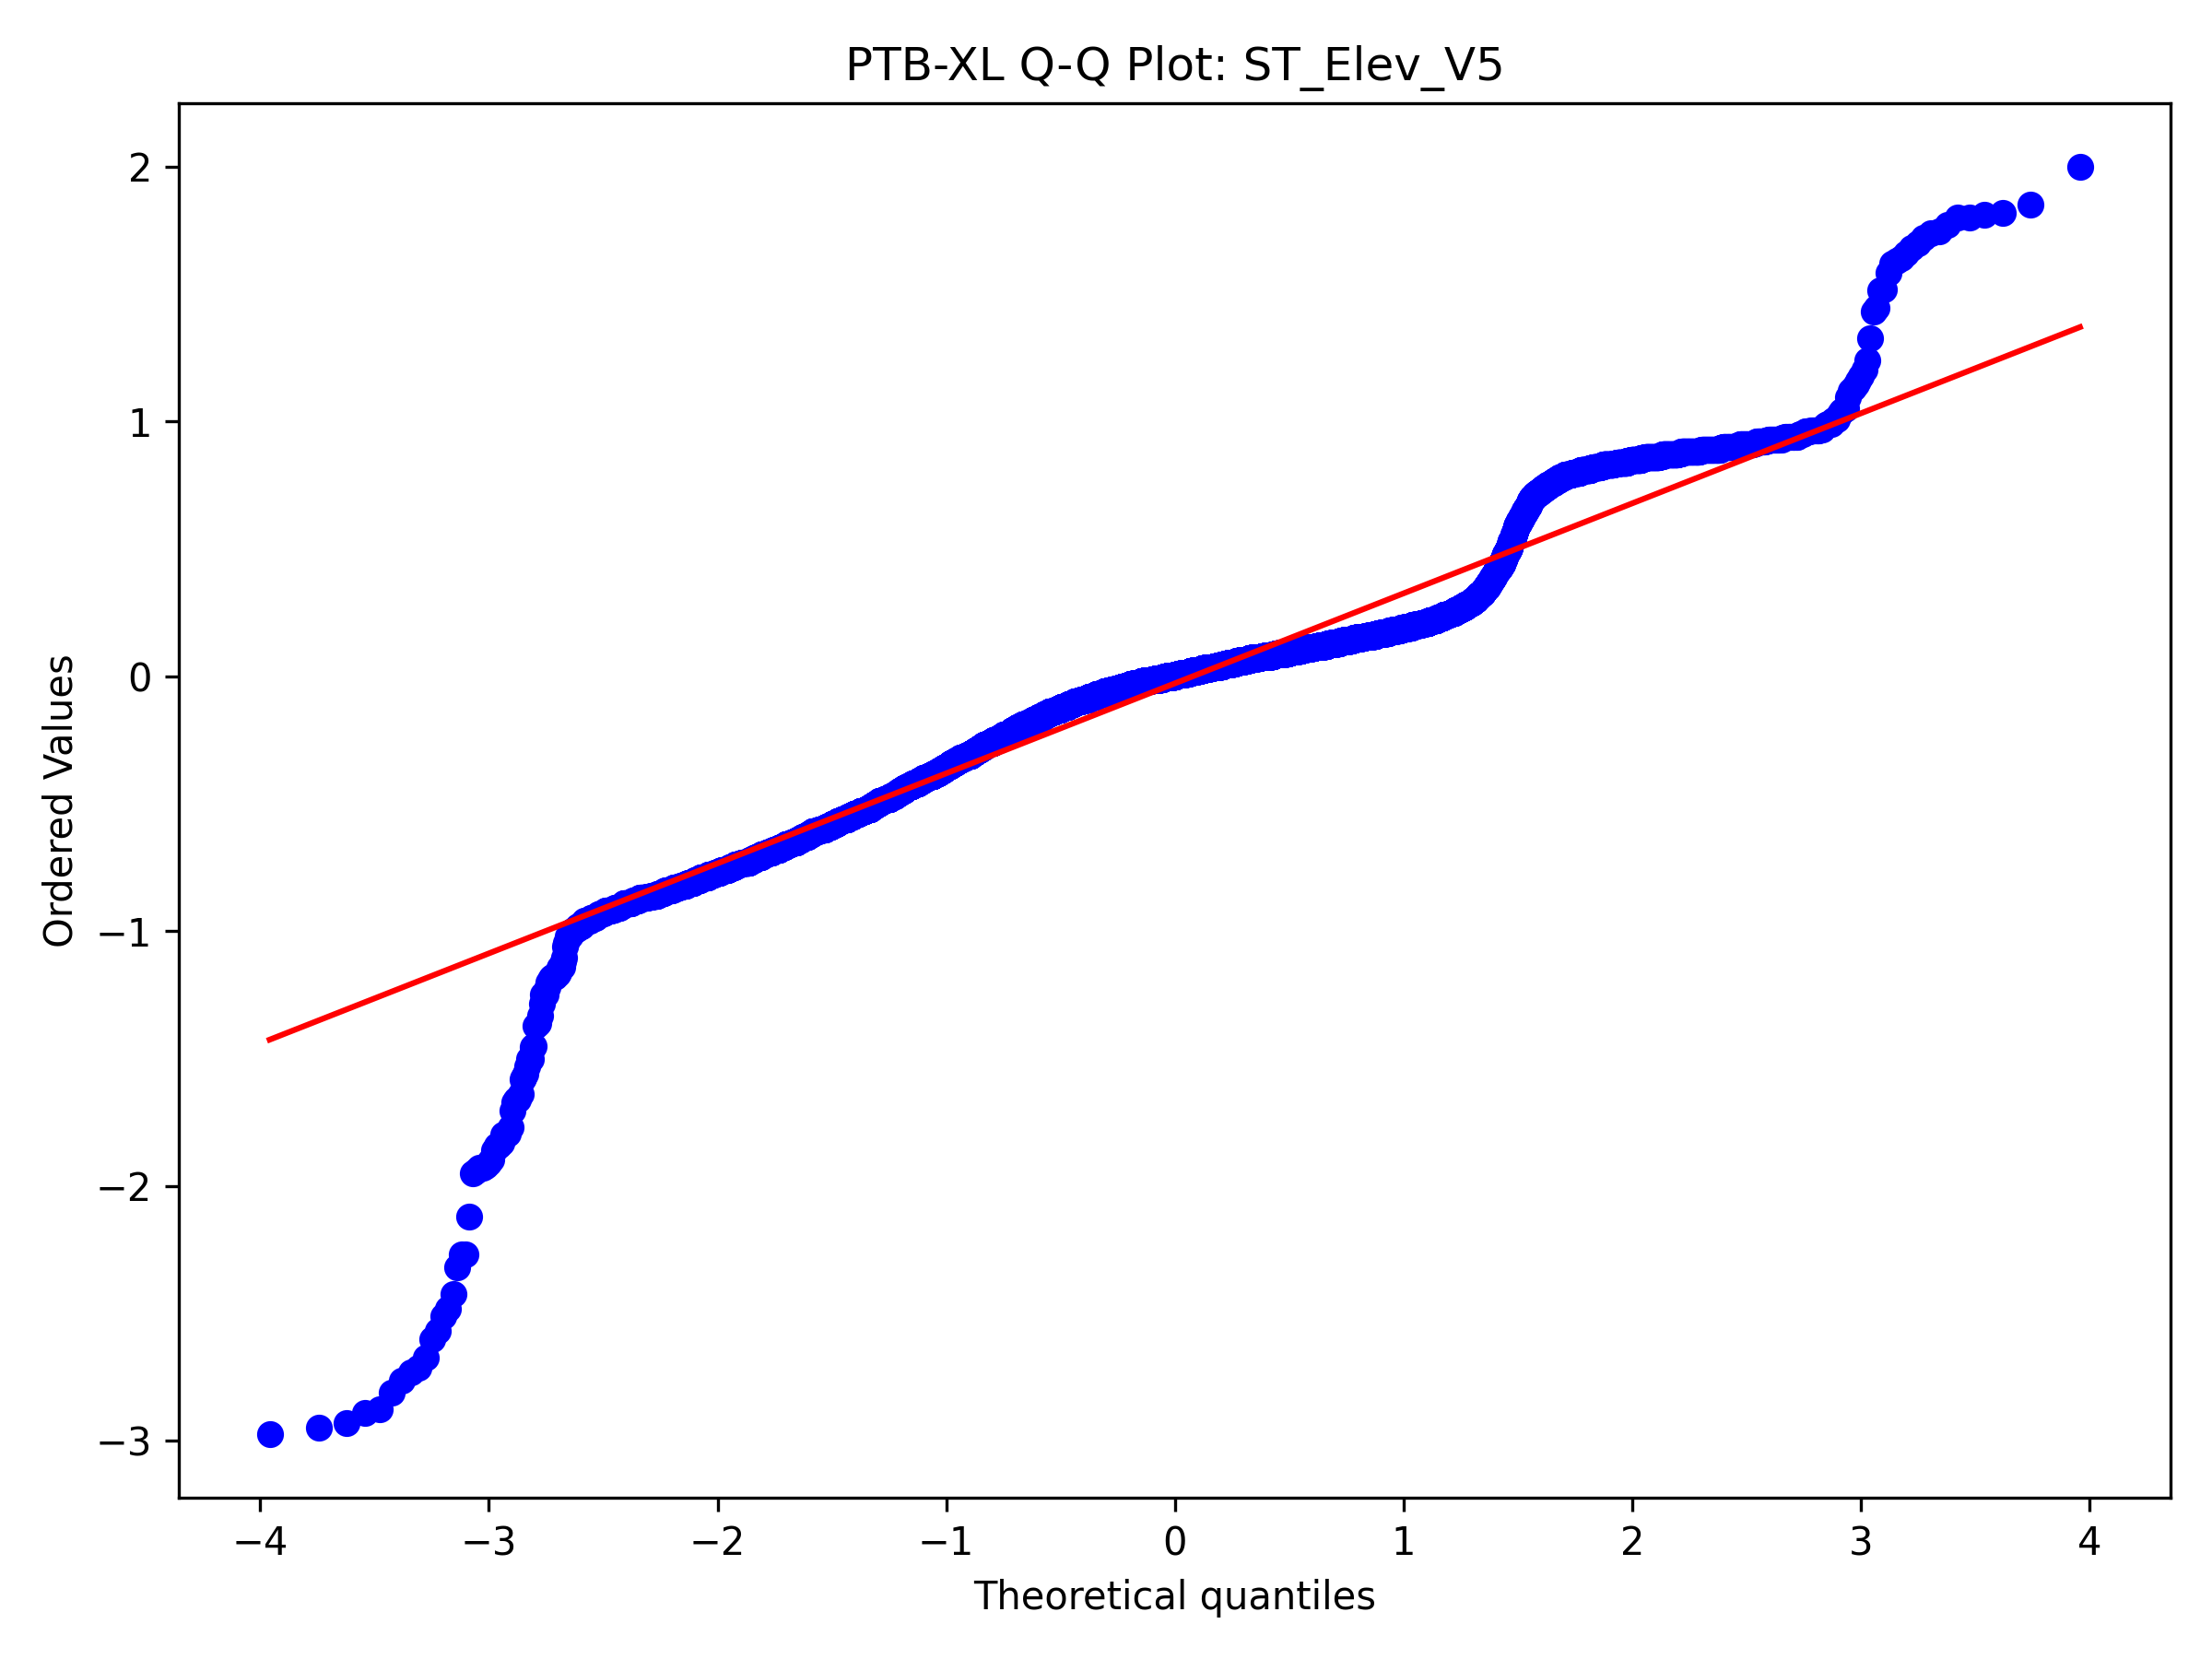 PTB-XL Q-Q Plot: ST_Elev_V5
Ordered Values
2
1
0
−1
−2
−3
−4 −3 −2 −1 0 1 2 3 4
Theoretical quantiles